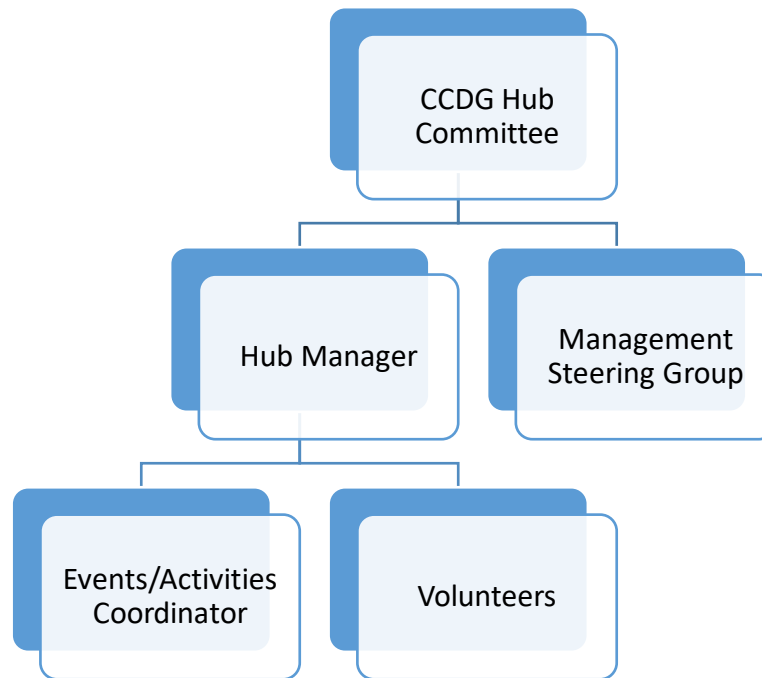 CCDG Hub
Committee
Hub Manager
Management
Steering Group
Events/Activities
Coordinator
Volunteers